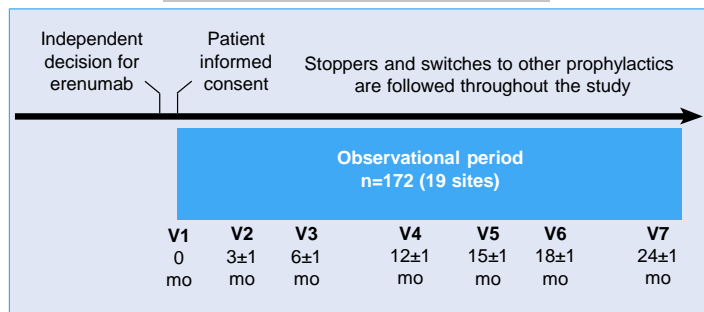 Independent
decision for
erenumab
Patient
informed
consent
Stoppers and switches to other prophylactics
are followed throughout the study
Observational period
n=172 (19 sites)
V1 V2 V3 V4 V5 V6 V7
0 3±1 6±1 12±1 15±1 18±1 24±1
mo mo mo mo mo mo mo